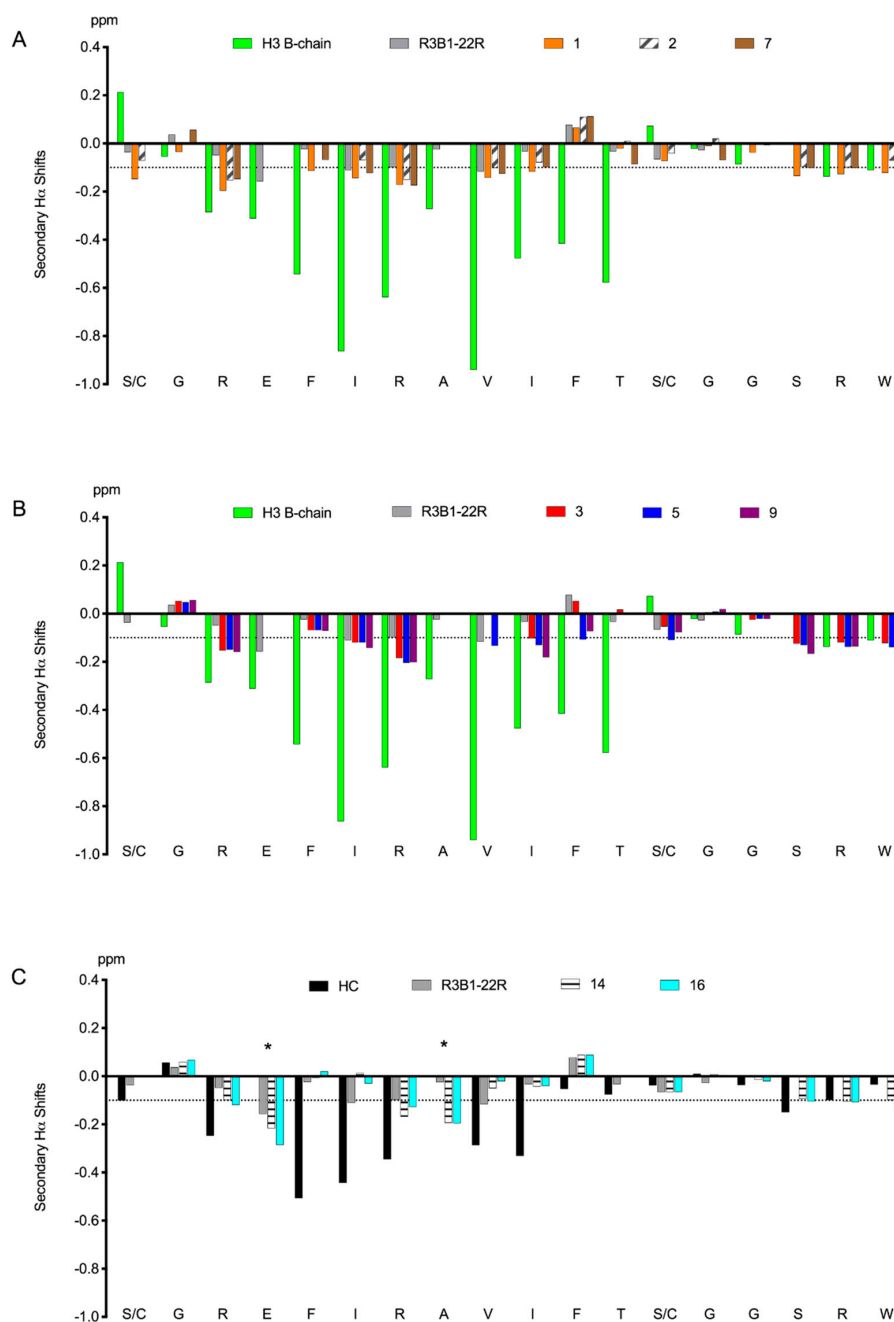 ppm
A
H3 B-chain R3B1-22R 1 2 7
0.4
0.2
0.0
-0.2
-0.4
-0.6
-0.8
-1.0
Secondary Hα Shifts
S/C G R E F I R A V I F T S/C G G S R W
ppm
B
H3 B-chain R3B1-22R 3 5 9
0.4
0.2
0.0
-0.2
-0.4
-0.6
-0.8
-1.0
Secondary Hα Shifts
S/C G R E F I R A V I F T S/C G G S R W
ppm
C
HC R3B1-22R 14 16
0.4
0.2
0.0
-0.2
-0.4
-0.6
-0.8
-1.0
Secondary Hα Shifts
* *
S/C G R E F I R A V I F T S/C G G S R W